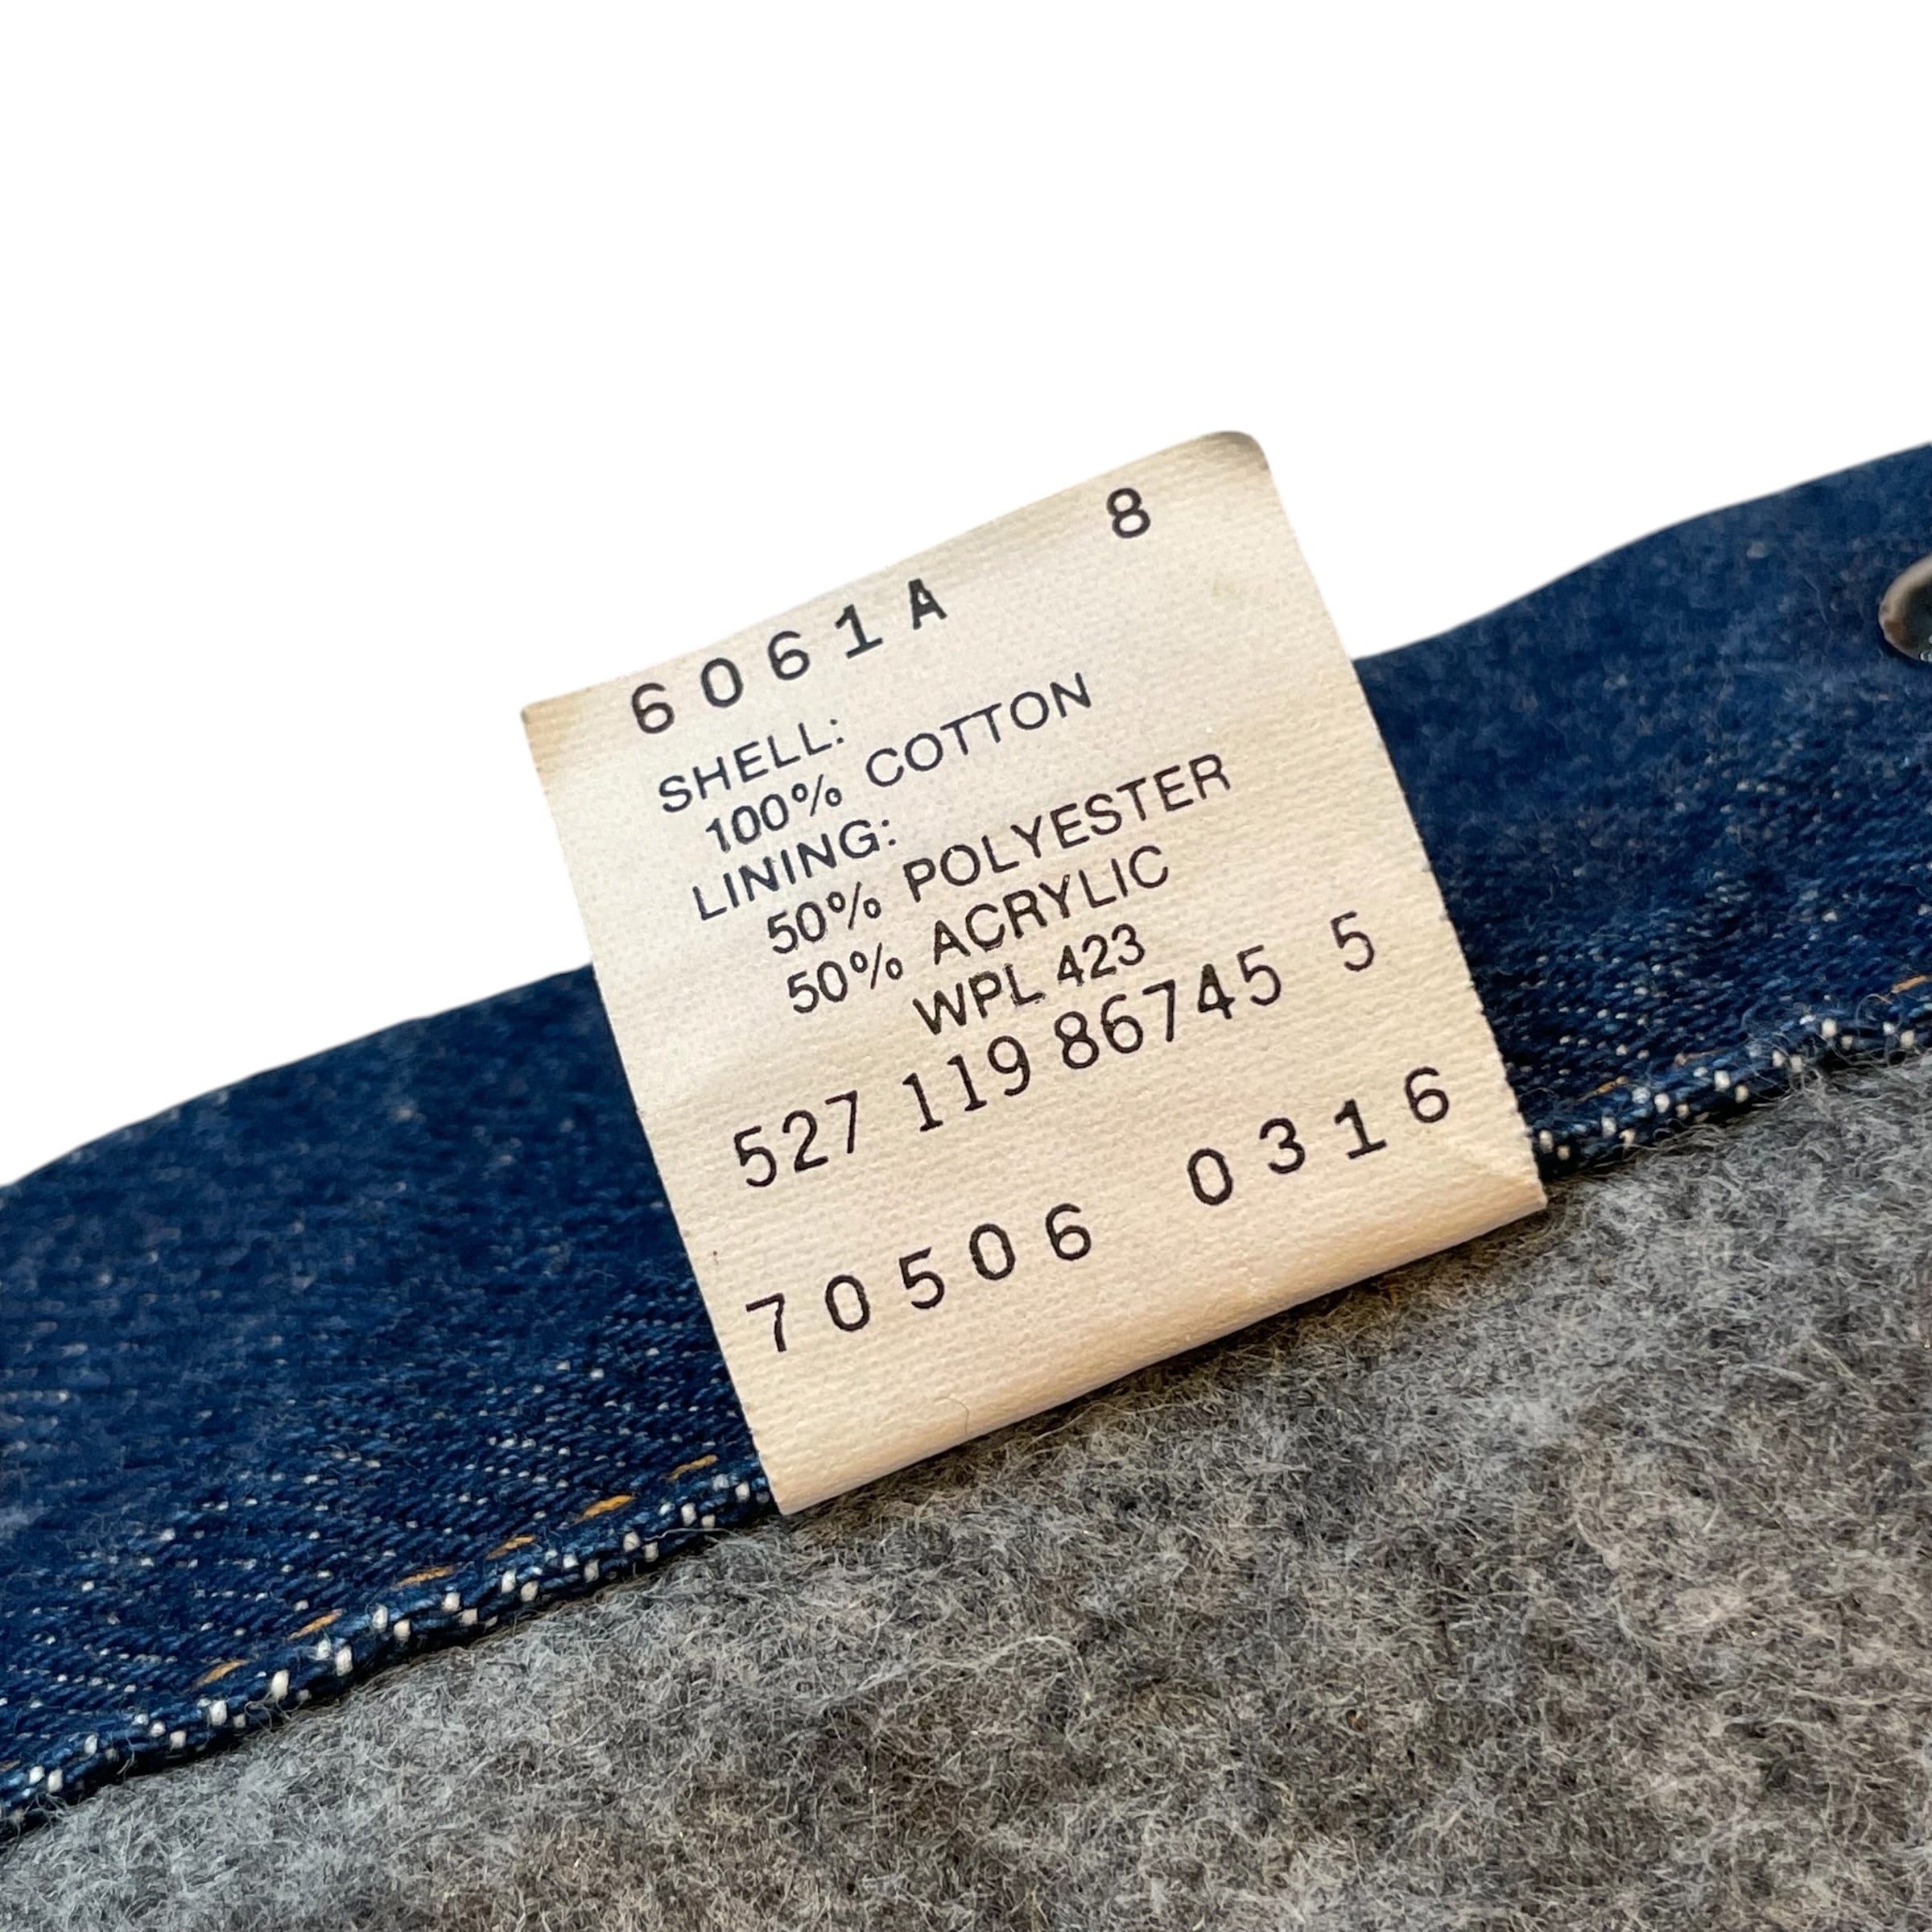 8
6061A
SHELL:
100% COTTON
LINING:
50% POLYESTER
50% ACRYLIC
WPL 423
527 119 86745 5
70506 0316